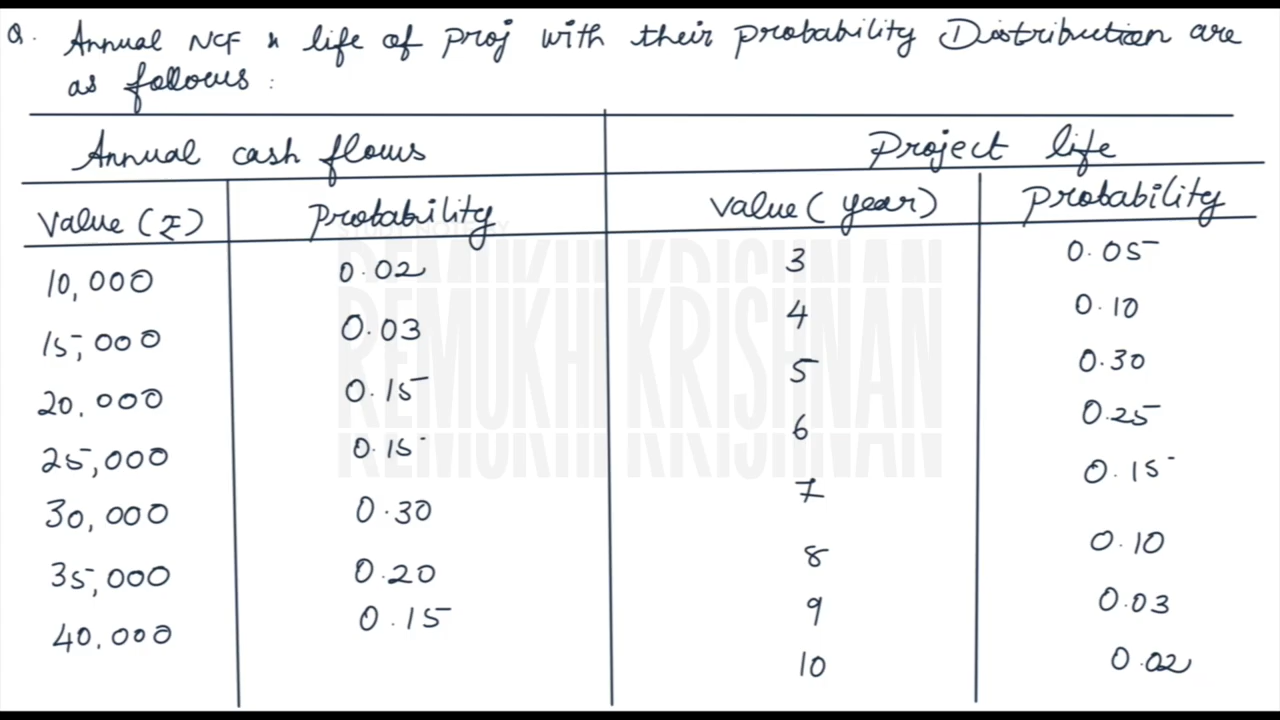 Q. Annual NCF & life of proj with their probability Distribution are
as follows :
Annual cash flows Project life
Value (₹) Probability Value (year) Probability
10,000 0.02 3 0.05
15,000 0.03 4 0.10
20,000 0.15 5 0.30
25,000 0.15 6 0.25
30,000 0.30 7 0.15
35,000 0.20 8 0.10
40,000 0.15 9 0.03
10 0.02
REMUKHI KRISHNAN
REMUKHI KRISHNAN
REMUKHI KRISHNAN